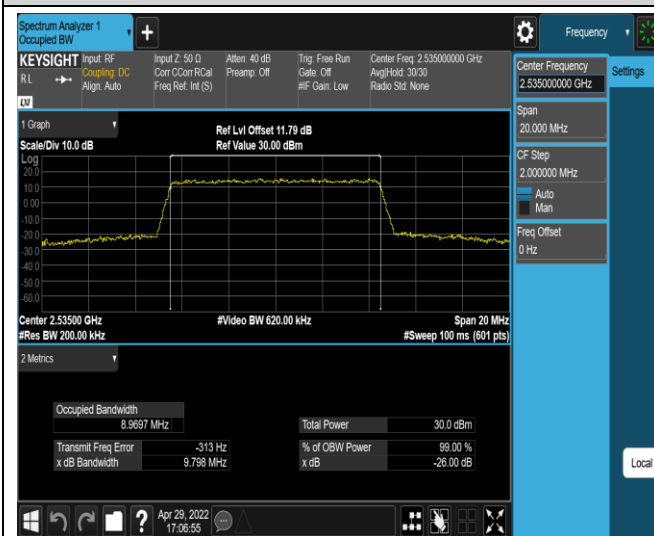 Spectrum Analyzer 1
Occupied BW
Frequency
KEYSIGHT
RL
LXI
Input: RF
Coupling: DC
Align: Auto
Input Z: 50 Ω
Corr CCorr RCal
Freq Ref: Int (S)
Atten: 40 dB
Preamp: Off
Trig: Free Run
Gate: Off
#IF Gain: Low
Center Freq: 2.535000000 GHz
Avg|Hold: 30/30
Radio Std: None
Center Frequency
2.535000000 GHz
Settings
Span
20.000 MHz
CF Step
2.000000 MHz
Auto
Man
Freq Offset
0 Hz
Local
1 Graph
Scale/Div 10.0 dB
Ref Lvl Offset 11.79 dB
Ref Value 30.00 dBm
Log
20.0
10.0
0.00
-10.0
-20.0
-30.0
-40.0
-50.0
-60.0
Center 2.53500 GHz
#Video BW 620.00 kHz
Span 20 MHz
#Res BW 200.00 kHz
#Sweep 100 ms (601 pts)
2 Metrics
Occupied Bandwidth
8.9697 MHz
Total Power 30.0 dBm
Transmit Freq Error -313 Hz
% of OBW Power 99.00 %
x dB Bandwidth 9.798 MHz
x dB -26.00 dB
?
Apr 29, 2022
17:06:55